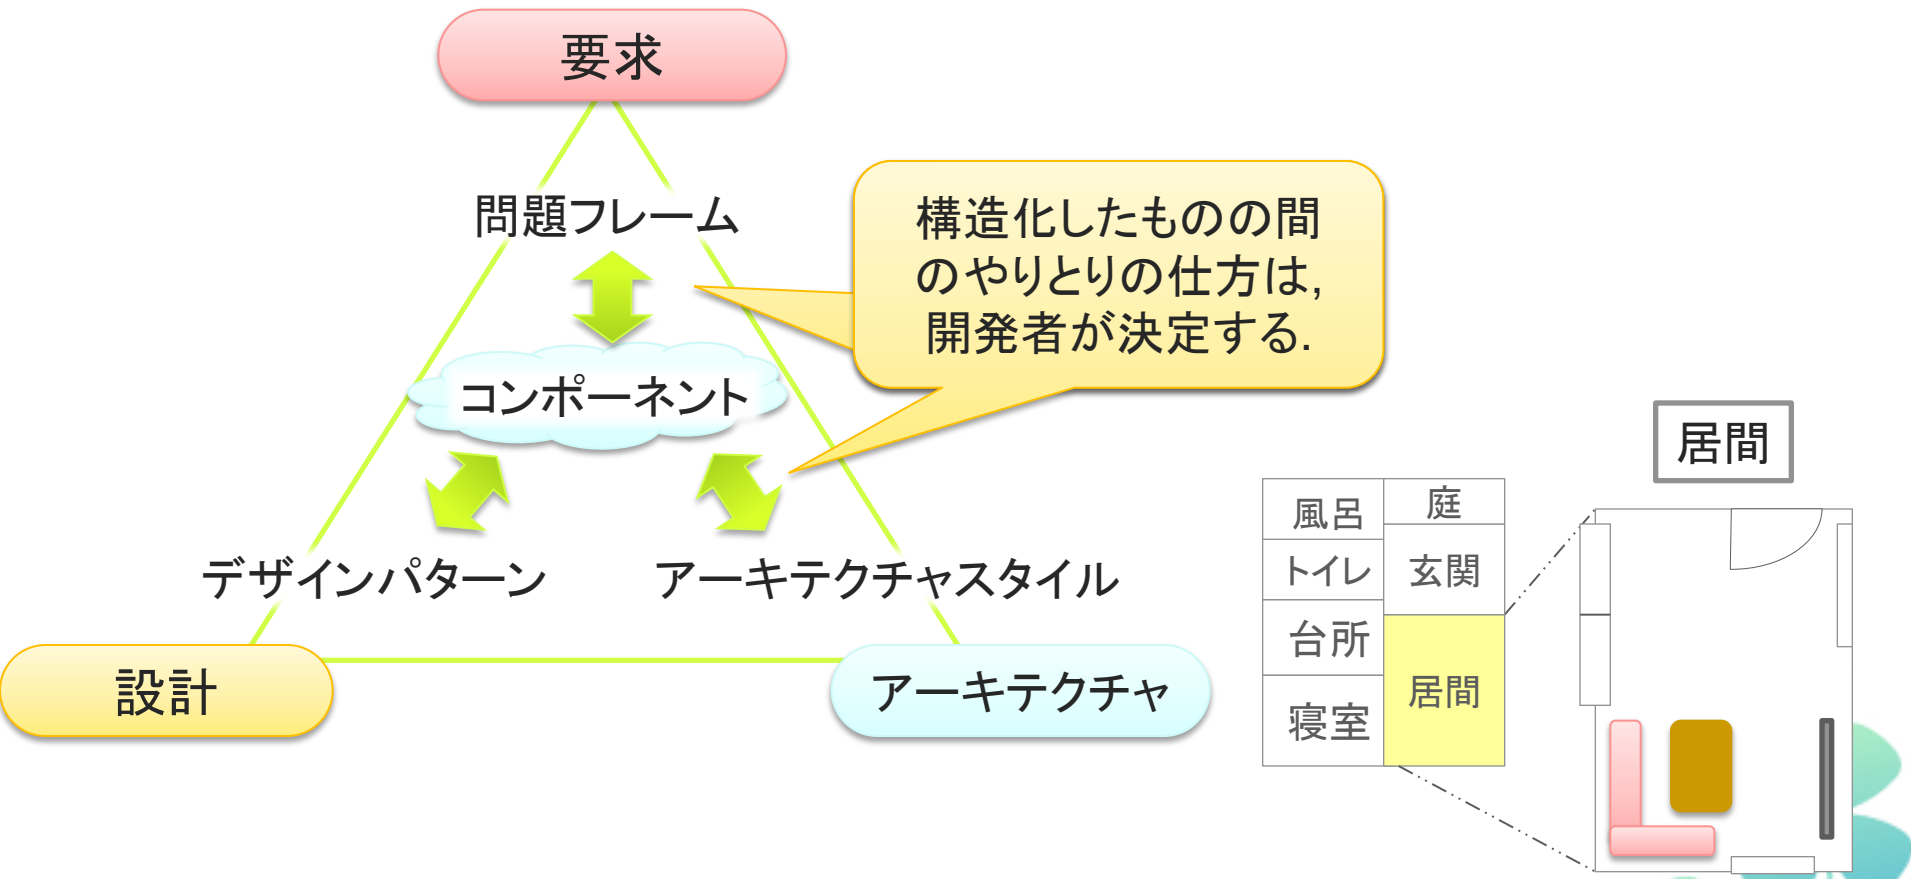 要求
問題フレーム
構造化したものの間
のやりとりの仕方は,
開発者が決定する.
コンポーネント
デザインパターン
アーキテクチャスタイル
設計
アーキテクチャ
居間
風呂
庭
トイレ
玄関
台所
居間
寝室